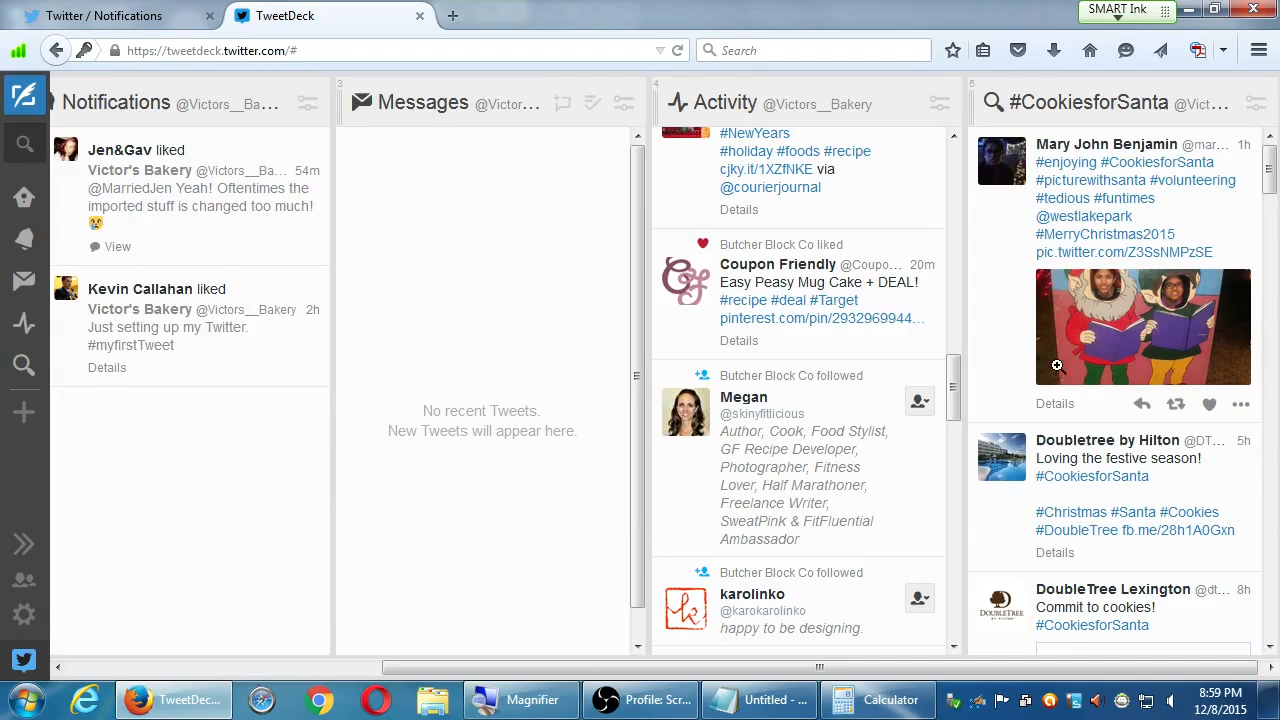 Twitter / Notifications
TweetDeck
SMART Ink
https://tweetdeck.twitter.com/#
Search
Notifications @Victors__Ba…
Jen&Gav liked
Victor's Bakery @Victors__Ba… 54m
@MarriedJen Yeah! Oftentimes the
imported stuff is changed too much!
View
Kevin Callahan liked
Victor's Bakery @Victors__Bakery 2h
Just setting up my Twitter.
#myfirstTweet
Details
3
Messages @Victor…
No recent Tweets.
New Tweets will appear here.
4
Activity @Victors__Bakery
#NewYears
#holiday #foods #recipe
cjky.it/1XZfNKE via
@courierjournal
Details
Butcher Block Co liked
Coupon Friendly @Coupo… 20m
Easy Peasy Mug Cake + DEAL!
#recipe #deal #Target
pinterest.com/pin/2932969944…
Details
Butcher Block Co followed
Megan
@skinyfitlicious
Author, Cook, Food Stylist,
GF Recipe Developer,
Photographer, Fitness
Lover, Half Marathoner,
Freelance Writer,
SweatPink & FitFluential
Ambassador
Butcher Block Co followed
karolinko
@karokarolinko
happy to be designing.
5
#CookiesforSanta @Vict…
Mary John Benjamin @mar… 1h
#enjoying #CookiesforSanta
#picturewithsanta #volunteering
#tedious #funtimes
@westlakepark
#MerryChristmas2015
pic.twitter.com/Z3SsNMPzSE
Details
Doubletree by Hilton @DT… 5h
Loving the festive season!
#CookiesforSanta
#Christmas #Santa #Cookies
#DoubleTree fb.me/28h1A0Gxn
Details
DOUBLETREE
DoubleTree Lexington @dt… 8h
Commit to cookies!
#CookiesforSanta
TweetDec…
Magnifier
Profile: Scr…
Untitled - …
Calculator
8:59 PM
12/8/2015